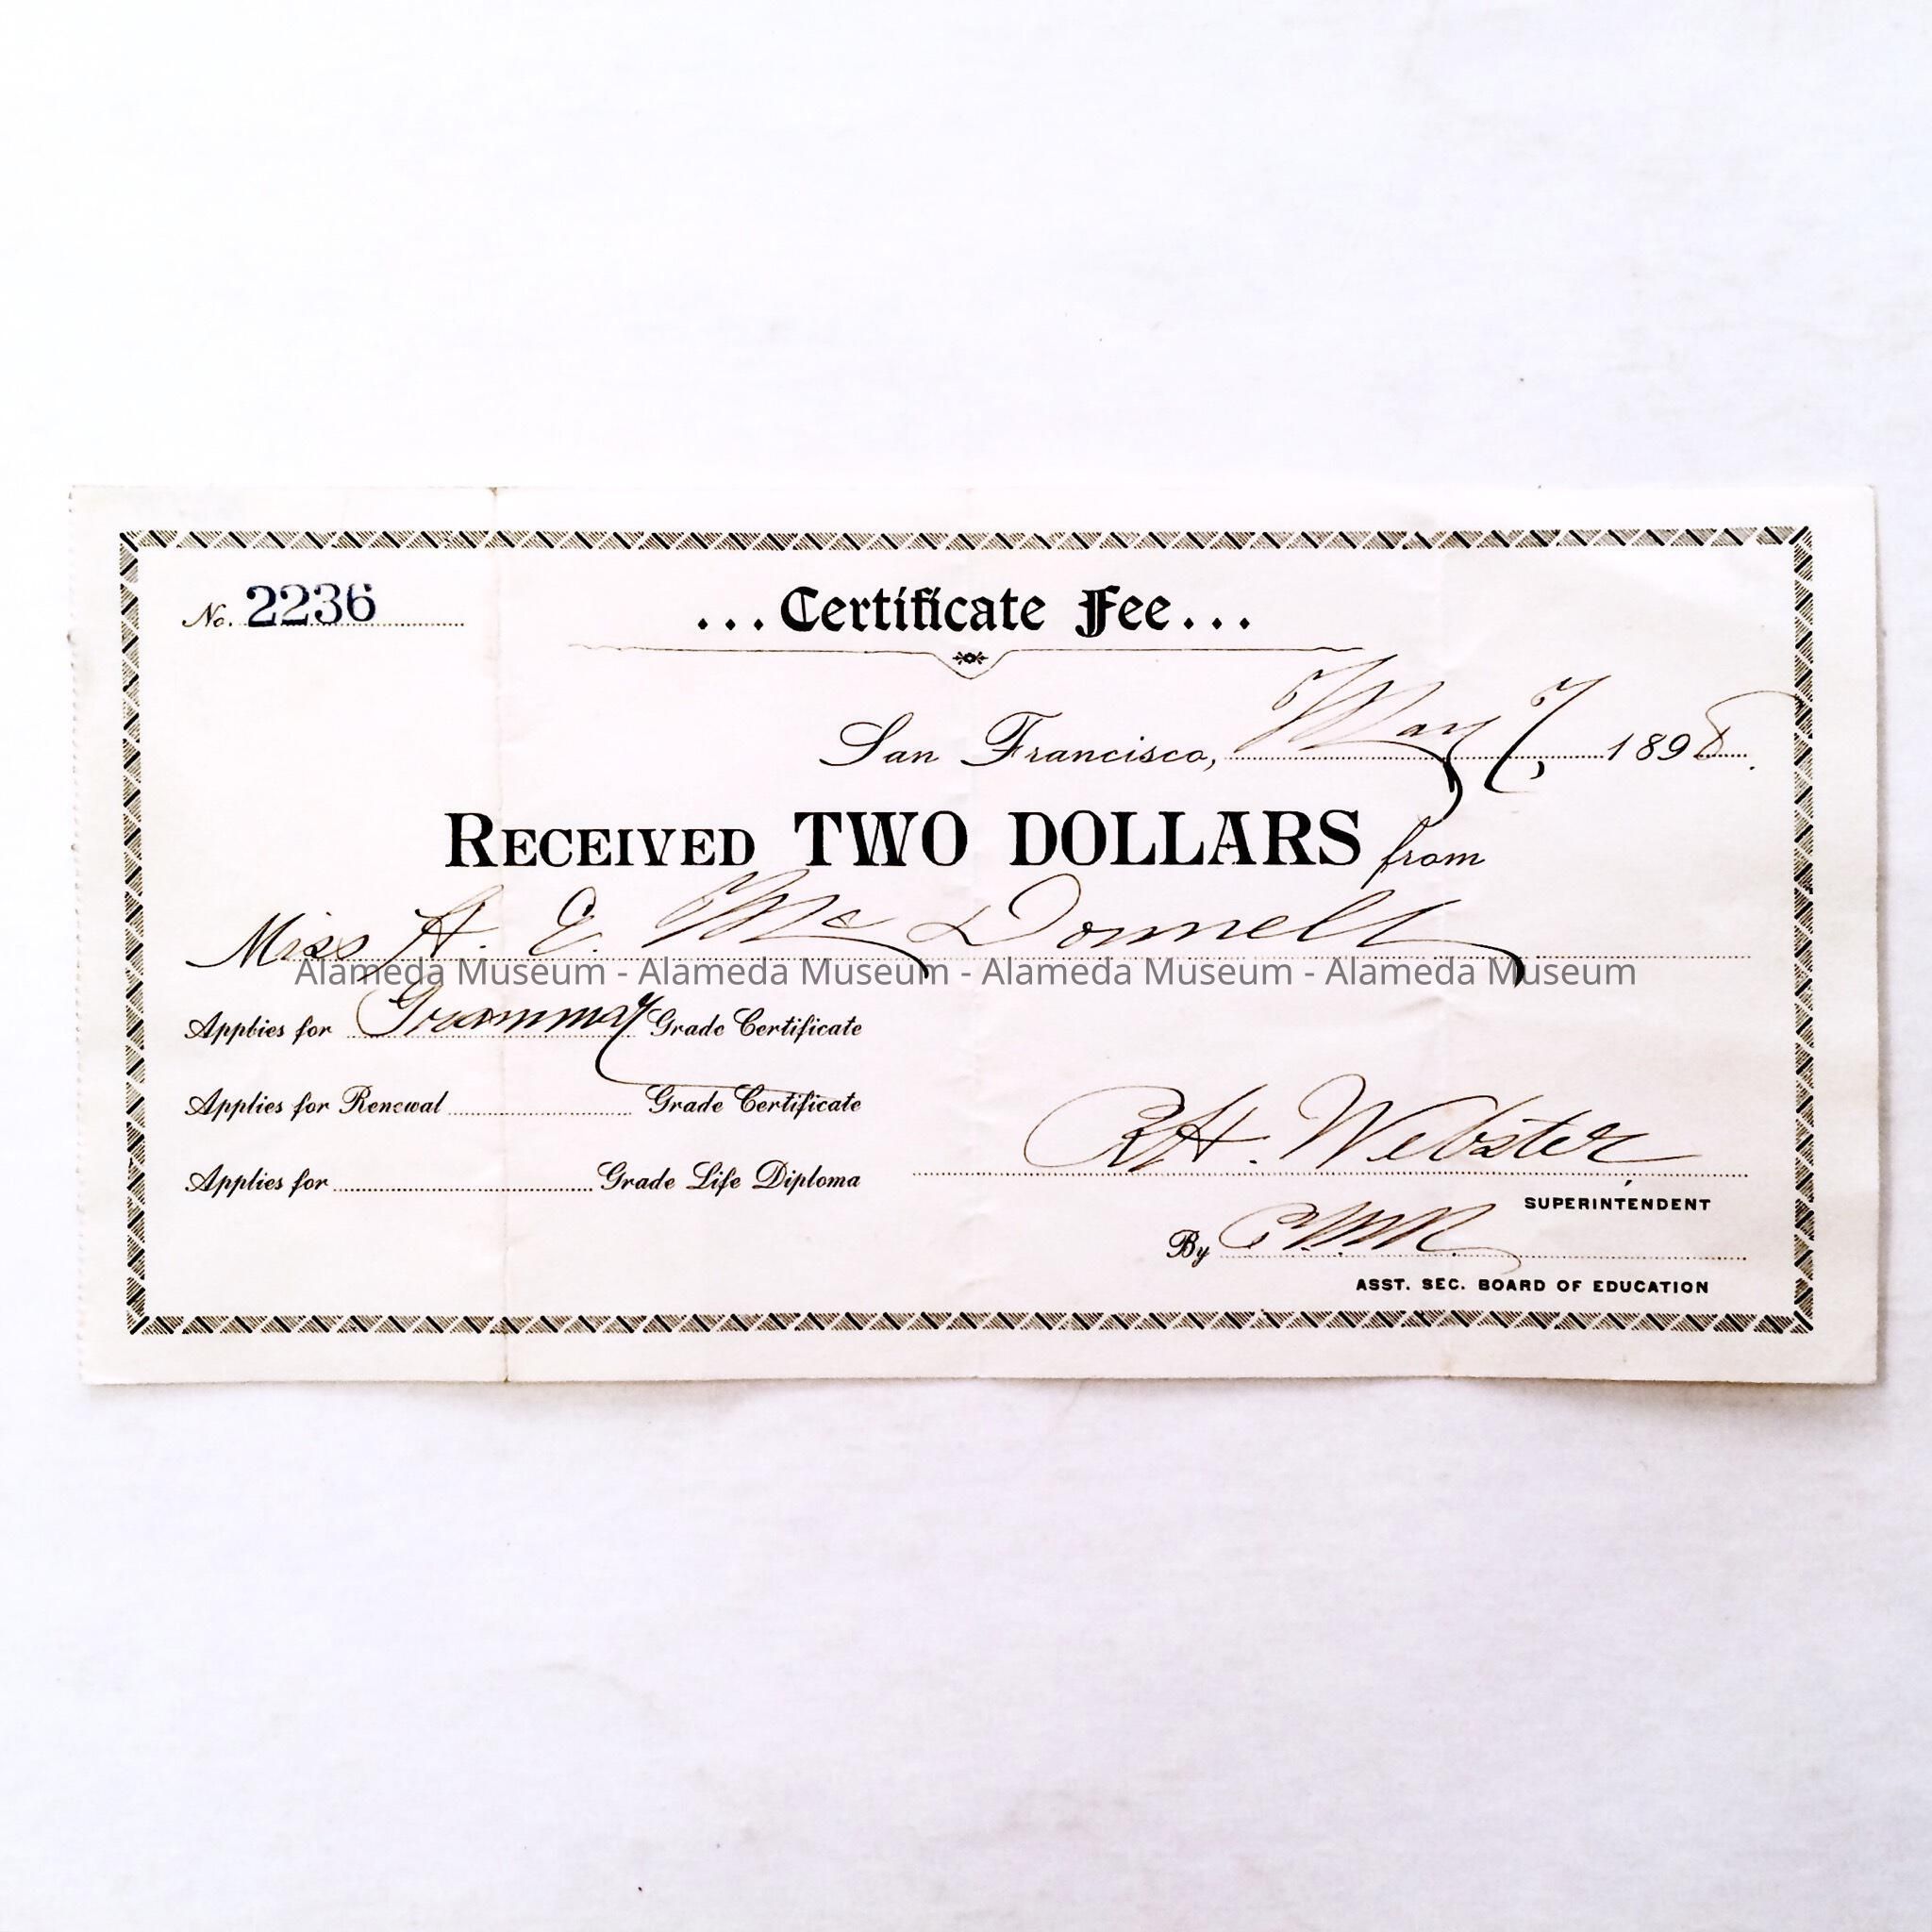 No. 2236
...Certificate Fee...
San Francisco, May 7, 1898.
RECEIVED TWO DOLLARS from
Miss A. E. McDonnell
Alameda Museum - Alameda Museum - Alameda Museum - Alameda Museum
Applies for Grammar Grade Certificate
Applies for Renewal Grade Certificate
Applies for Grade Life Diploma
R.H. Webster
SUPERINTENDENT
By
ASST. SEC. BOARD OF EDUCATION